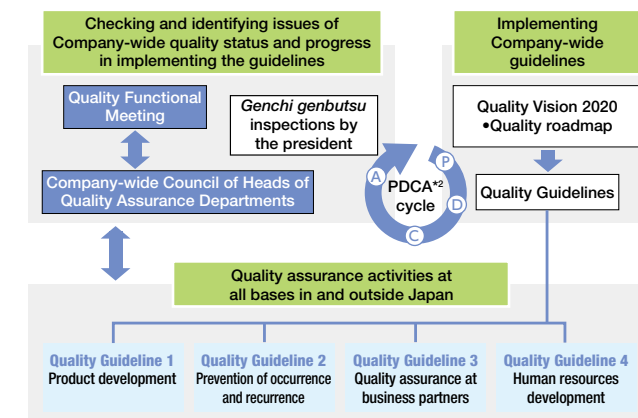 Checking and identifying issues of
Company-wide quality status and progress
in implementing the guidelines
Implementing
Company-wide
guidelines
Quality Functional
Meeting
Genchi genbutsu
inspections by
the president
Quality Vision 2020
•Quality roadmap
Company-wide Council of Heads of
Quality Assurance Departments
P
A
D
C
PDCA*2
cycle
Quality Guidelines
Quality assurance activities at
all bases in and outside Japan
Quality Guideline 1
Product development
Quality Guideline 2
Prevention of occurrence
and recurrence
Quality Guideline 3
Quality assurance at
business partners
Quality Guideline 4
Human resources
development